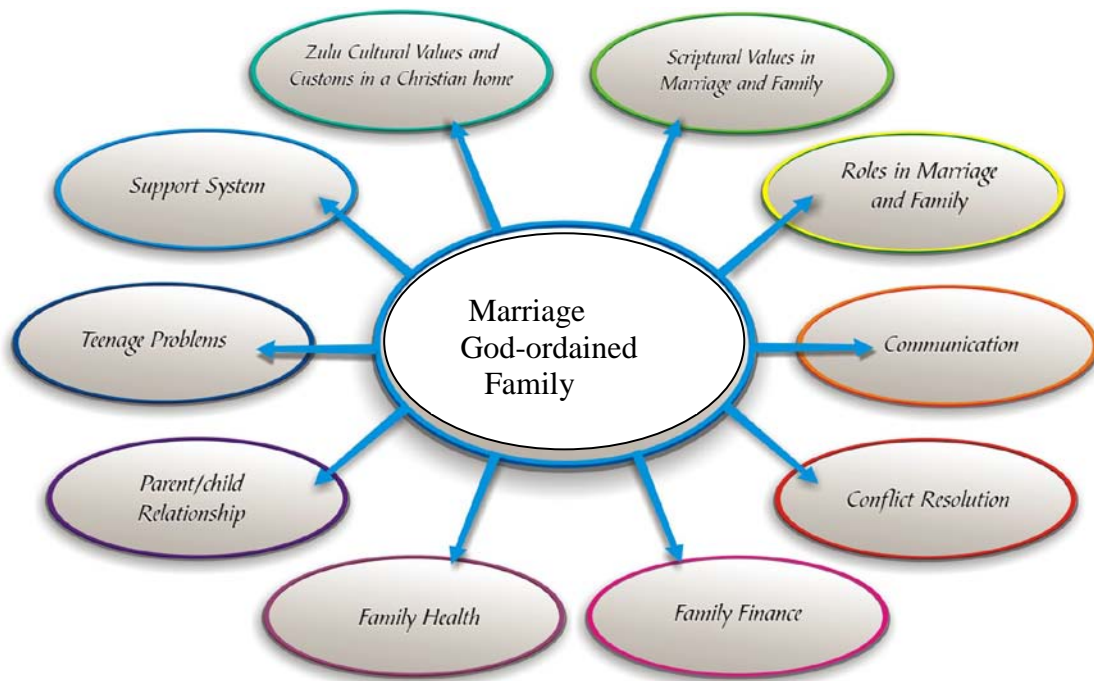 Zulu Cultural Values and
Customs in a Christian home
Scriptural Values in
Marriage and Family
Support System
Roles in Marriage
and Family
Marriage
God-ordained
Family
Teenage Problems
Communication
Parent/child
Relationship
Conflict Resolution
Family Health
Family Finance